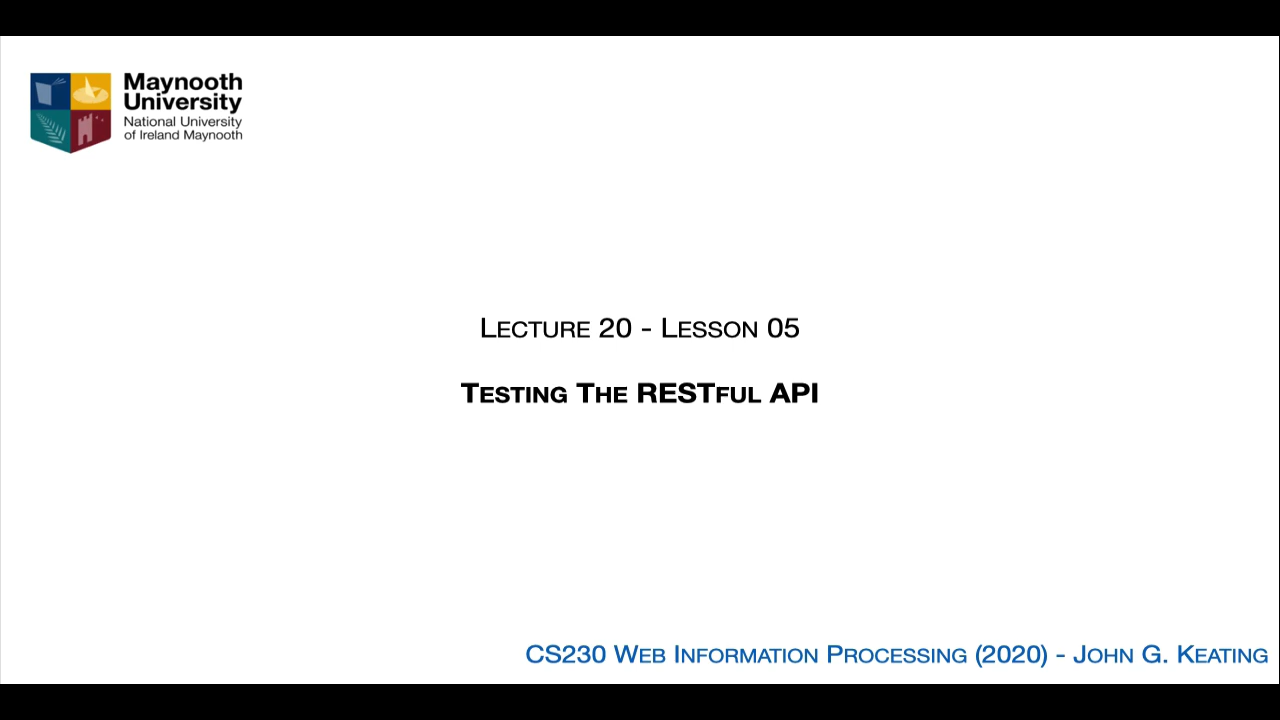 Maynooth
University
National University
of Ireland Maynooth
Lecture 20 - Lesson 05
Testing The RESTful API
CS230 Web Information Processing (2020) - John G. Keating